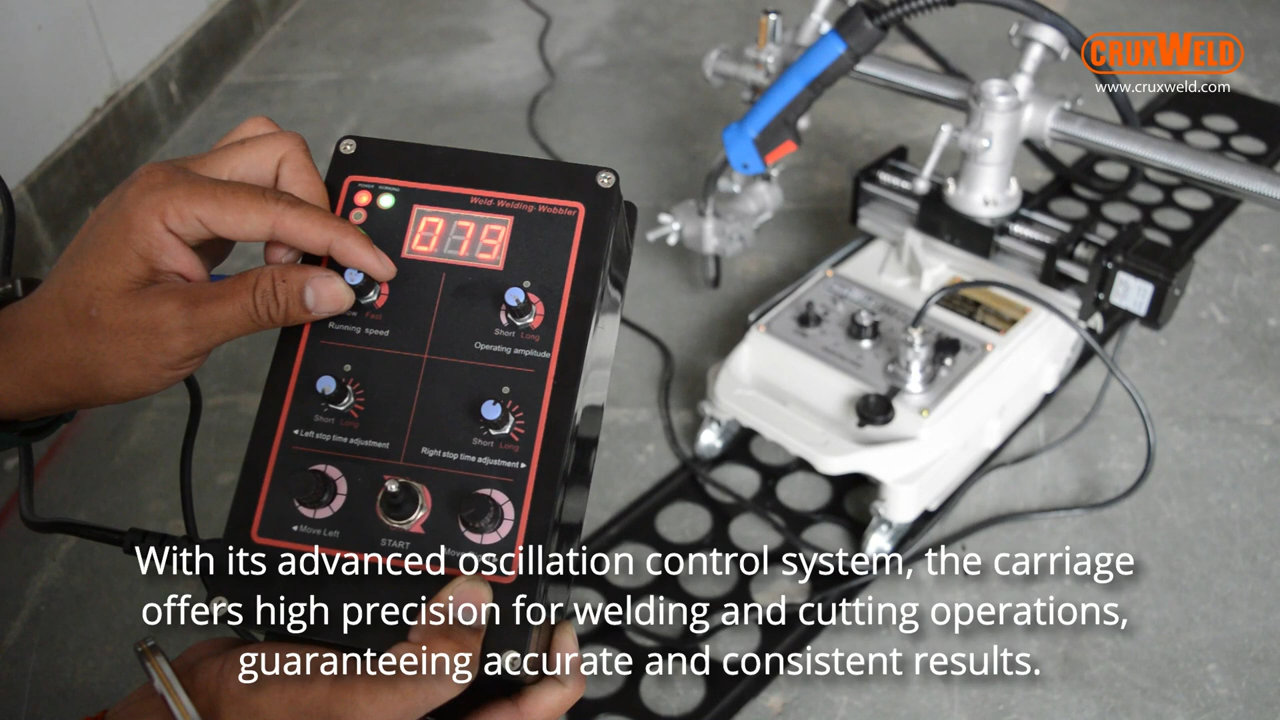 CRUXWELD
www.cruxweld.com
POWER WORKING
Weld-Welding-Wobbler
073
Slow Fast
Running speed
Short Long
Operating amplitude
Short Long
◀Left stop time adjustment
Short Long
Right stop time adjustment▶
◀Move Left
START
With its advanced oscillation control system, the carriage
offers high precision for welding and cutting operations,
guaranteeing accurate and consistent results.